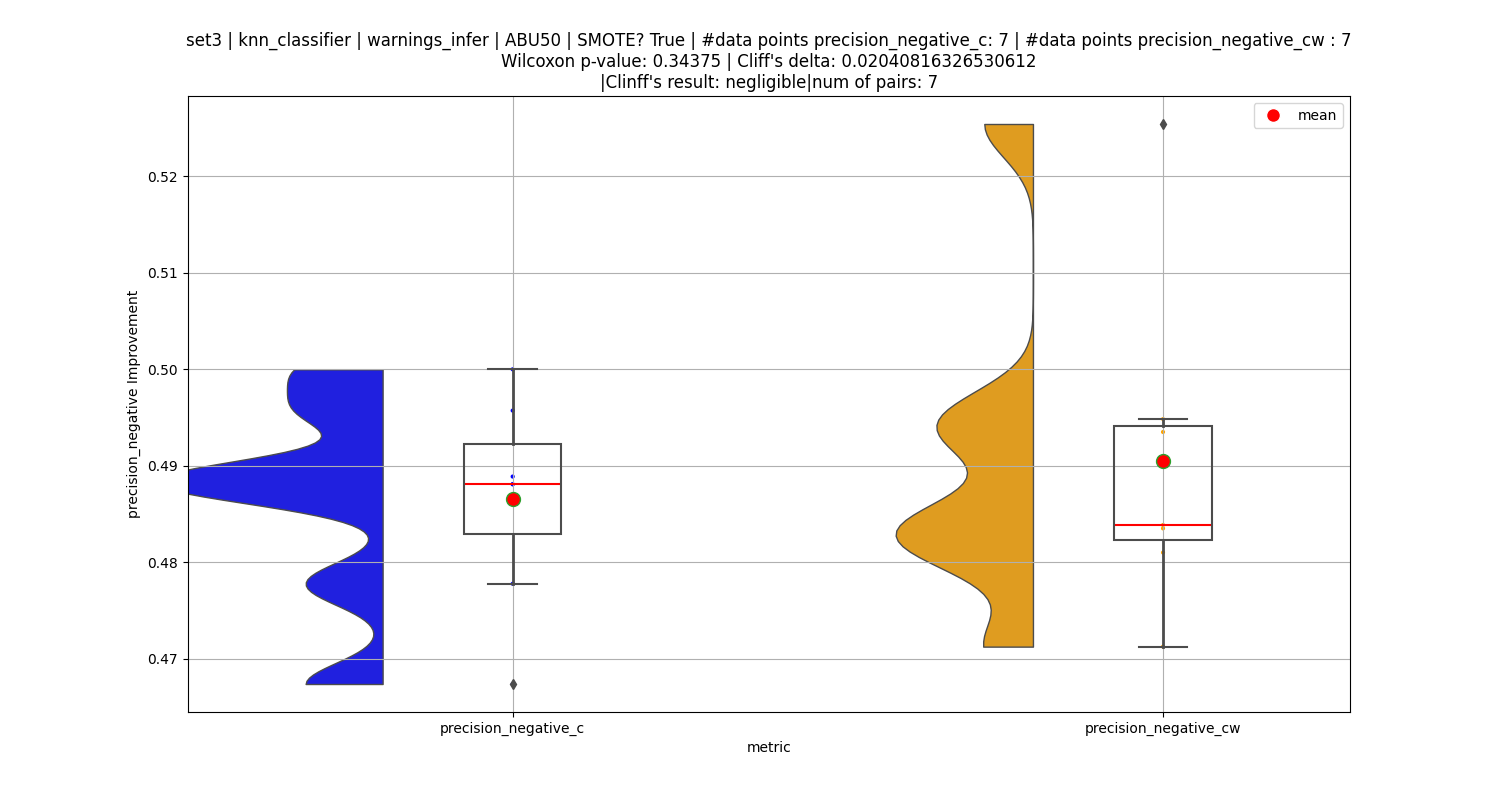 set3 | knn_classifier | warnings_infer | ABU50 | SMOTE? True | #data points precision_negative_c: 7 | #data points precision_negative_cw : 7
Wilcoxon p-value: 0.34375 | Cliff's delta: 0.02040816326530612
|Clinff's result: negligible|num of pairs: 7
mean
0.52
0.51
0.50
0.49
0.48
0.47
precision_negative Improvement
precision_negative_c
precision_negative_cw
metric